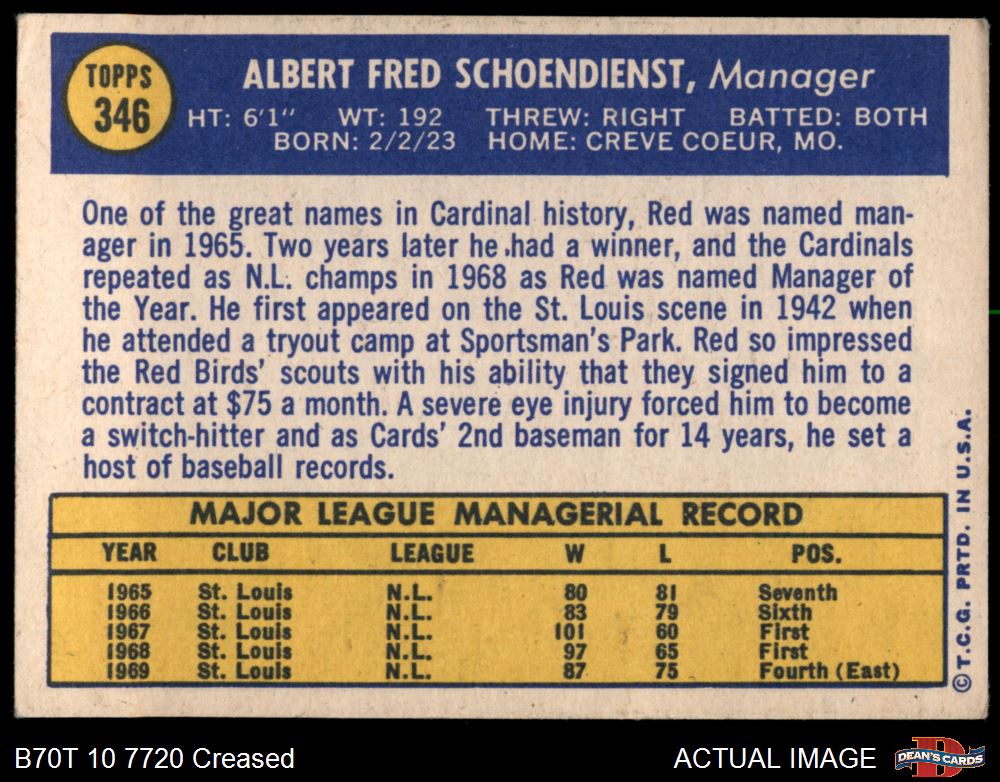 TOPPS
346
ALBERT FRED SCHOENDIENST, Manager
HT: 6'1" WT: 192 THREW: RIGHT BATTED: BOTH
BORN: 2/2/23 HOME: CREVE COEUR, MO.
One of the great names in Cardinal history, Red was named man-
ager in 1965. Two years later he had a winner, and the Cardinals
repeated as N.L. champs in 1968 as Red was named Manager of
the Year. He first appeared on the St. Louis scene in 1942 when
he attended a tryout camp at Sportsman's Park. Red so impressed
the Red Birds' scouts with his ability that they signed him to a
contract at $75 a month. A severe eye injury forced him to become
a switch-hitter and as Cards' 2nd baseman for 14 years, he set a
host of baseball records.
MAJOR LEAGUE MANAGERIAL RECORD
YEAR CLUB LEAGUE W L POS.
1965 St. Louis N.L. 80 81 Seventh
1966 St. Louis N.L. 83 79 Sixth
1967 St. Louis N.L. 101 60 First
1968 St. Louis N.L. 97 65 First
1969 St. Louis N.L. 87 75 Fourth (East)
©T.C.G. PRTD. IN U.S.A.
B70T 10 7720 Creased
ACTUAL IMAGE
D
DEAN'S CARDS